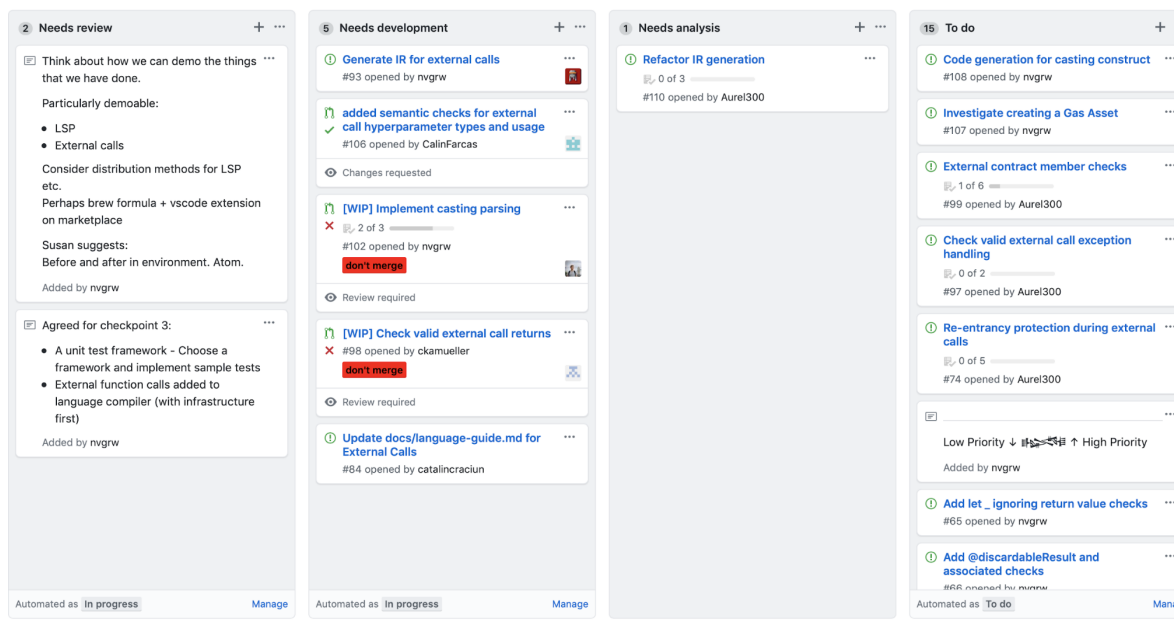 2 Needs review
Think about how we can demo the things
that we have done.
Particularly demoable:
LSP
External calls
Consider distribution methods for LSP
etc.
Perhaps brew formula + vscode extension
on marketplace
Susan suggests:
Before and after in environment. Atom.
Added by nvgrw
Agreed for checkpoint 3:
A unit test framework - Choose a
framework and implement sample tests
External function calls added to
language compiler (with infrastructure
first)
Added by nvgrw
Automated as In progress
Manage
5 Needs development
Generate IR for external calls
#93 opened by nvgrw
added semantic checks for external
call hyperparameter types and usage
#106 opened by CalinFarcas
Changes requested
[WIP] Implement casting parsing
2 of 3
#102 opened by nvgrw
don't merge
Review required
[WIP] Check valid external call returns
#98 opened by ckamueller
don't merge
Review required
Update docs/language-guide.md for
External Calls
#84 opened by catalincraciun
Automated as In progress
Manage
1 Needs analysis
Refactor IR generation
0 of 3
#110 opened by Aurel300
15 To do
Code generation for casting construct
#108 opened by nvgrw
Investigate creating a Gas Asset
#107 opened by nvgrw
External contract member checks
1 of 6
#99 opened by Aurel300
Check valid external call exception
handling
0 of 2
#97 opened by Aurel300
Re-entrancy protection during external
calls
0 of 5
#74 opened by Aurel300
Low Priority ↓ ↑ High Priority
Added by nvgrw
Add let _ ignoring return value checks
#65 opened by nvgrw
Add @discardableResult and
associated checks
#66 opened by nvgrw
Automated as To do
Mana